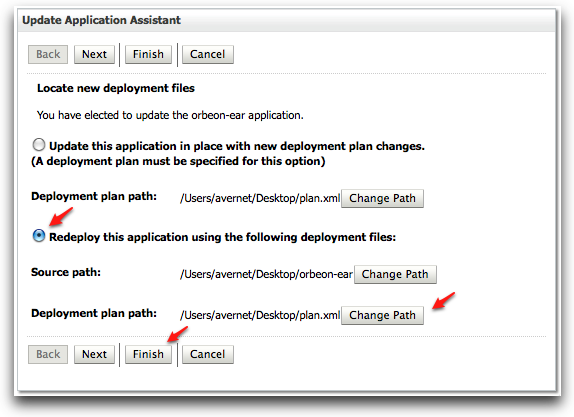 Update Application Assistant
Back Next Finish Cancel
Locate new deployment files
You have elected to update the orbeon-ear application.
Update this application in place with new deployment plan changes.
(A deployment plan must be specified for this option)
Deployment plan path: /Users/avernet/Desktop/plan.xml Change Path
Redeploy this application using the following deployment files:
Source path: /Users/avernet/Desktop/orbeon-ear Change Path
Deployment plan path: /Users/avernet/Desktop/plan.xml Change Path
Back Next Finish Cancel